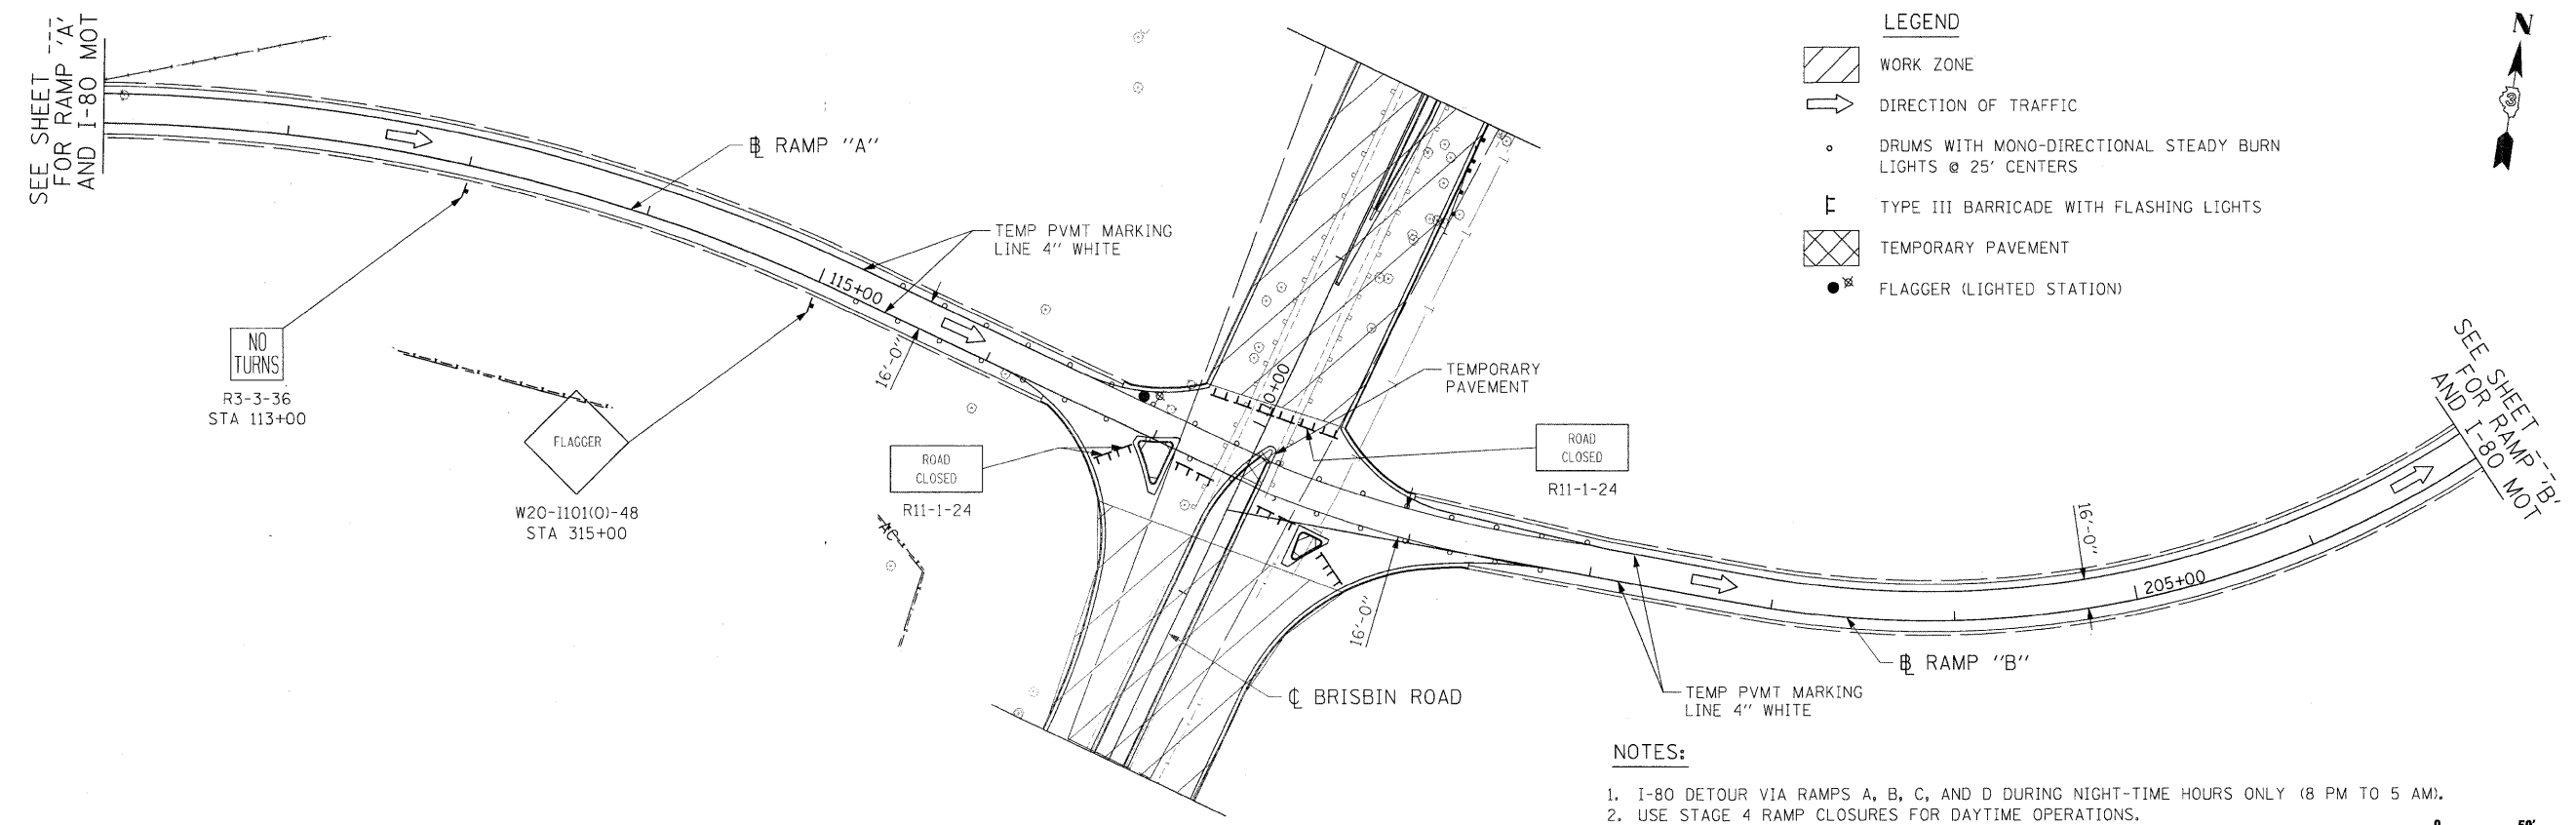 SEE SHEET ---
FOR RAMP 'A'
AND I-80 MOT
℄ RAMP "A"
TEMP PVMT MARKING
LINE 4" WHITE
115+00
16'-0"
NO
TURNS
R3-3-36
STA 113+00
FLAGGER
W20-I101(O)-48
STA 315+00
ROAD
CLOSED
R11-1-24
TEMPORARY
PAVEMENT
ROAD
CLOSED
R11-1-24
16'-0"
℄ BRISBIN ROAD
16'-0"
205+00
℄ RAMP "B"
TEMP PVMT MARKING
LINE 4" WHITE
SEE SHEET ---
FOR RAMP 'B'
AND I-80 MOT
LEGEND
WORK ZONE
DIRECTION OF TRAFFIC
DRUMS WITH MONO-DIRECTIONAL STEADY BURN
LIGHTS @ 25' CENTERS
TYPE III BARRICADE WITH FLASHING LIGHTS
TEMPORARY PAVEMENT
FLAGGER (LIGHTED STATION)
N
3
NOTES:
1. I-80 DETOUR VIA RAMPS A, B, C, AND D DURING NIGHT-TIME HOURS ONLY (8 PM TO 5 AM).
2. USE STAGE 4 RAMP CLOSURES FOR DAYTIME OPERATIONS.